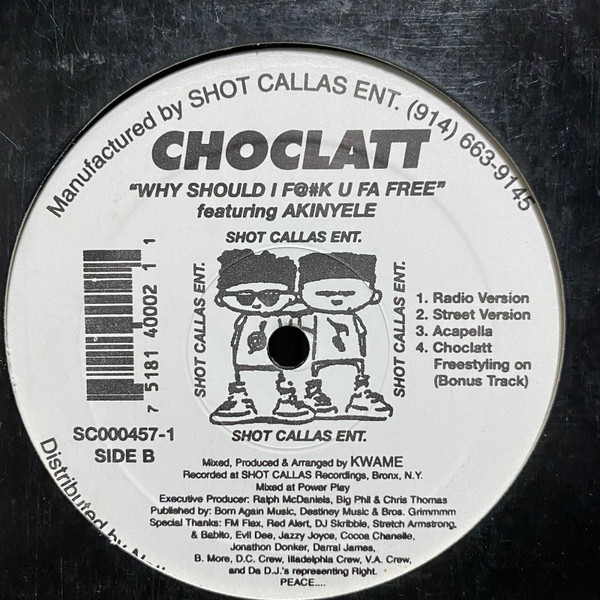 Manufactured by SHOT CALLAS ENT. (914) 663-9145
CHOCLATT
"WHY SHOULD I F@#K U FA FREE"
featuring AKINYELE
SHOT CALLAS ENT.
SHOT CALLAS ENT.
SHOT CALLAS ENT.
7 5181 40002 1 1
1. Radio Version
2. Street Version
3. Acapella
4. Choclatt
Freestyling on
(Bonus Track)
SC000457-1
SIDE B
SHOT CALLAS ENT.
Mixed, Produced & Arranged by KWAME
Recorded at SHOT CALLAS Recordings, Bronx, N.Y.
Mixed at Power Play
Executive Producer: Ralph McDaniels, Big Phil & Chris Thomas
Published by: Born Again Music, Destiney Music & Bros. Grimmmm
Special Thanks: FM Flex, Red Alert, DJ Skribble, Stretch Armstrong,
& Babito, Evil Dee, Jazzy Joyce, Cocoa Chanelle,
Jonathon Donker, Darral James,
B. More, D.C. Crew, Illadelphia Crew, V.A. Crew,
and Da D.J.'s representing Right.
PEACE....
Distributed by